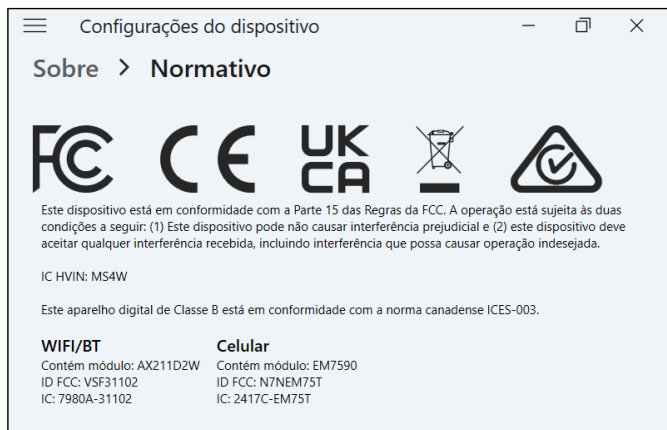 Configurações do dispositivo
Sobre > Normativo
FC CE UK CA
Este dispositivo está em conformidade com a Parte 15 das Regras da FCC. A operação está sujeita às duas
condições a seguir: (1) Este dispositivo pode não causar interferência prejudicial e (2) este dispositivo deve
aceitar qualquer interferência recebida, incluindo interferência que possa causar operação indesejada.
IC HVIN: MS4W
Este aparelho digital de Classe B está em conformidade com a norma canadense ICES-003.
WIFI/BT Celular
Contém módulo: AX211D2W Contém módulo: EM7590
ID FCC: VSF31102 ID FCC: N7NEM75T
IC: 7980A-31102 IC: 2417C-EM75T